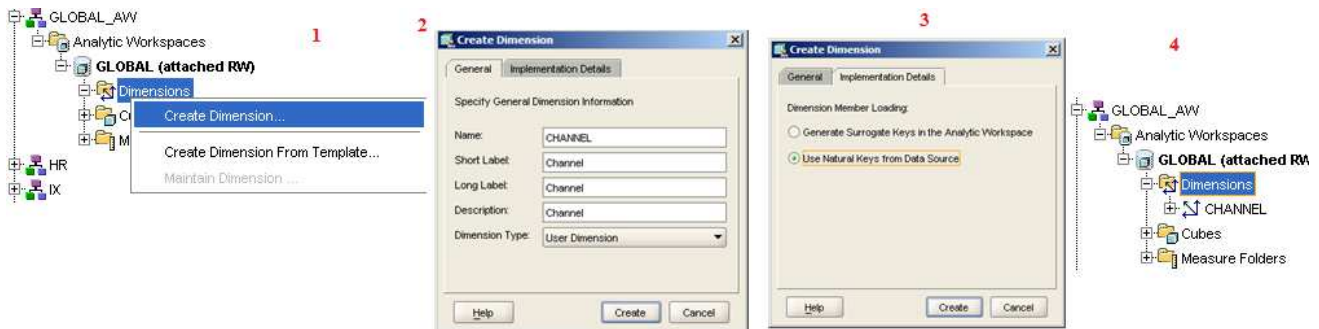 1
GLOBAL_AW
Analytic Workspaces
GLOBAL (attached RW)
Dimensions
Create Dimension...
Create Dimension From Template...
Maintain Dimension ...
HR
IX
2
Create Dimension
General
Implementation Details
Specify General Dimension Information
Name: CHANNEL
Short Label: Channel
Long Label: Channel
Description: Channel
Dimension Type: User Dimension
Help
Create
Cancel
3
Create Dimension
General
Implementation Details
Dimension Member Loading:
Generate Surrogate Keys in the Analytic Workspace
Use Natural Keys from Data Source
Help
Create
Cancel
4
GLOBAL_AW
Analytic Workspaces
GLOBAL (attached RW
Dimensions
CHANNEL
Cubes
Measure Folders